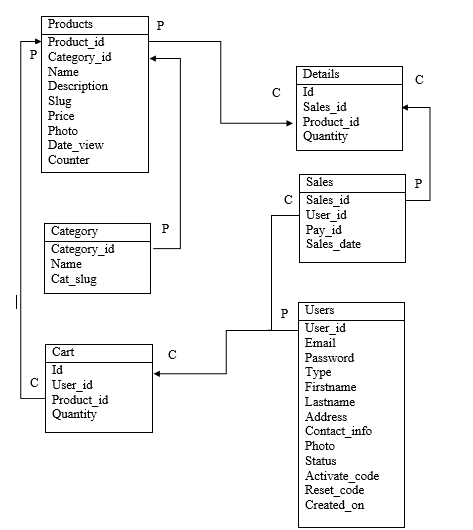 Products
Product_id
Category_id
Name
Description
Slug
Price
Photo
Date_view
Counter
P
P
Details
Id
Sales_id
Product_id
Quantity
C
C
Sales
Sales_id
User_id
Pay_id
Sales_date
C
P
Category
Category_id
Name
Cat_slug
P
Users
User_id
Email
Password
Type
Firstname
Lastname
Address
Contact_info
Photo
Status
Activate_code
Reset_code
Created_on
P
Cart
Id
User_id
Product_id
Quantity
C
C